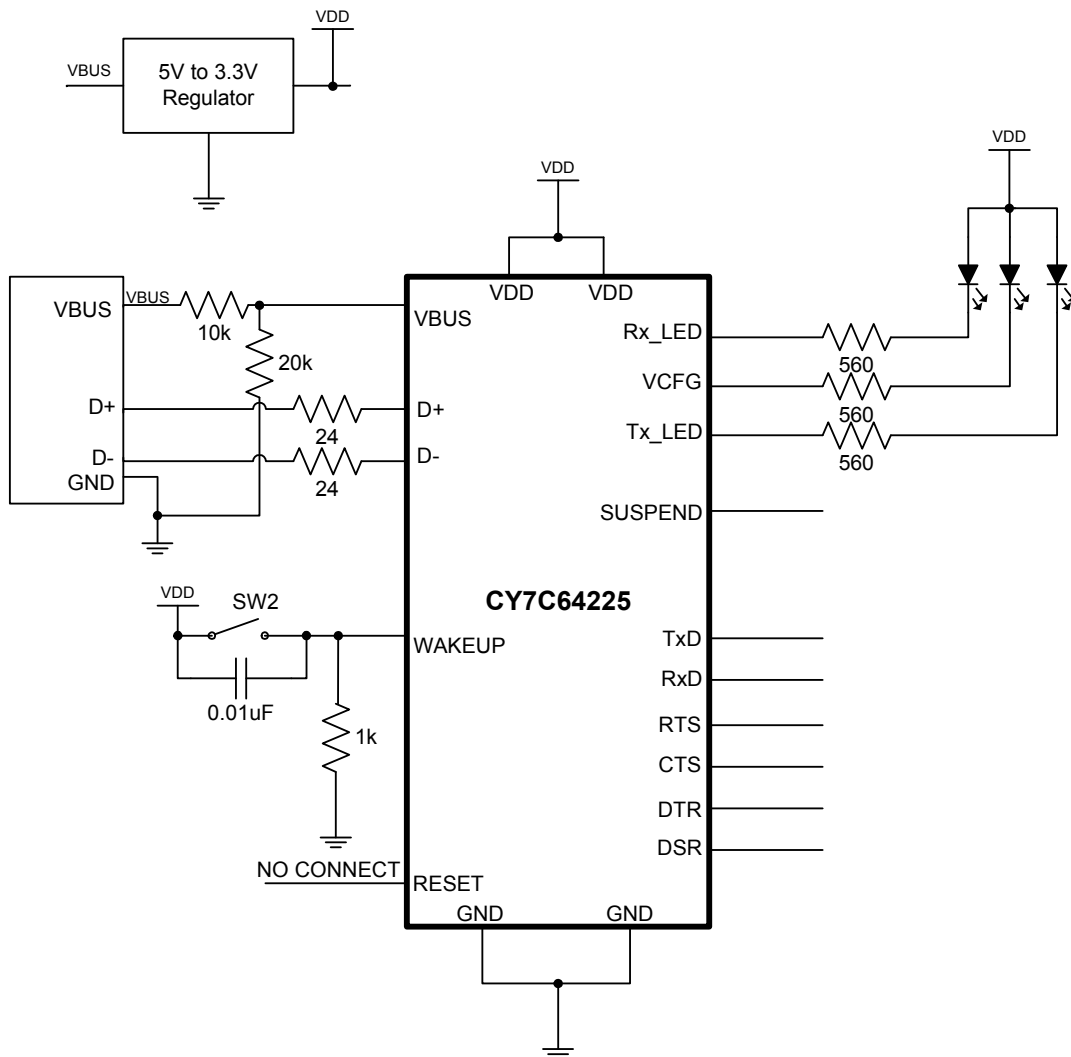 VDD
VBUS
5V to 3.3V
Regulator
VDD
VDD
VBUS
VBUS
10k
20k
D+
24
D-
24
GND
VDD
SW2
0.01uF
1k
NO CONNECT
VDD
VDD
VBUS
D+
D-
WAKEUP
RESET
GND
GND
CY7C64225
Rx_LED
VCFG
Tx_LED
SUSPEND
TxD
RxD
RTS
CTS
DTR
DSR
560
560
560